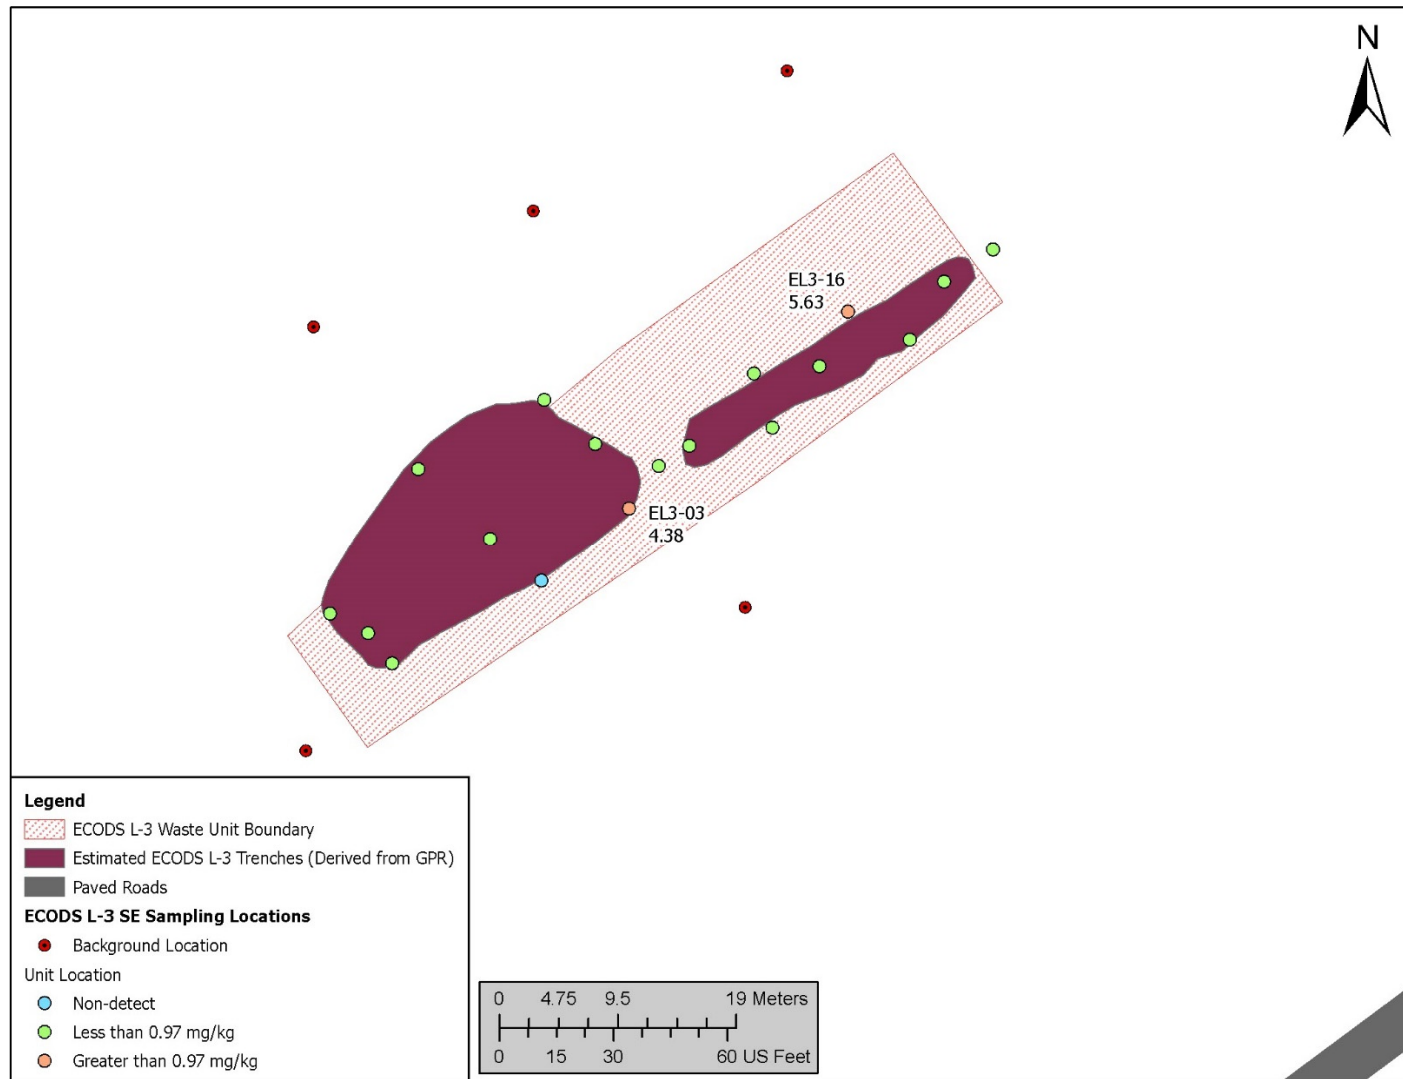 N
EL3-16
5.63
EL3-03
4.38
Legend
ECODS L-3 Waste Unit Boundary
Estimated ECODS L-3 Trenches (Derived from GPR)
Paved Roads
ECODS L-3 SE Sampling Locations
Background Location
Unit Location
Non-detect
Less than 0.97 mg/kg
Greater than 0.97 mg/kg
0 4.75 9.5 19 Meters
0 15 30 60 US Feet